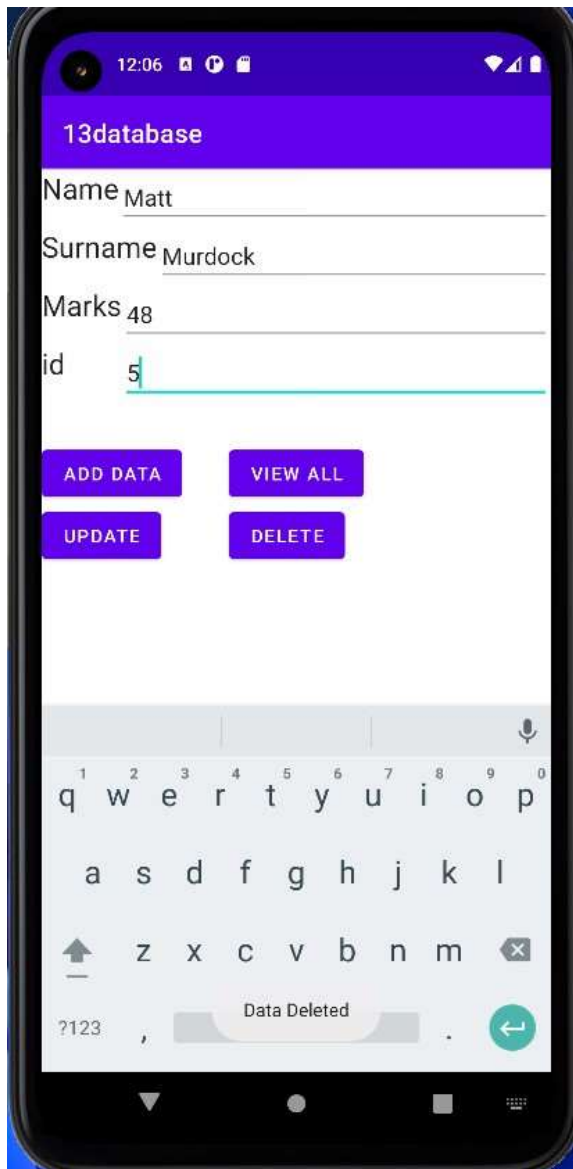 12:06
13database
Name Matt
Surname Murdock
Marks 48
id 5
ADD DATA VIEW ALL
UPDATE DELETE
1 2 3 4 5 6 7 8 9 0
q w e r t y u i o p
a s d f g h j k l
z x c v b n m
?123 , .
Data Deleted